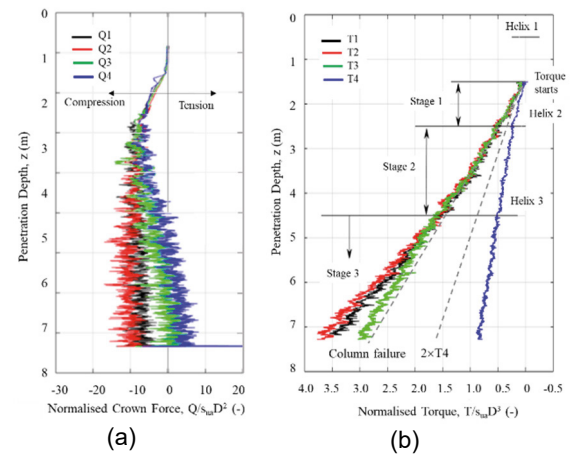 0
1
2
3
4
5
6
7
8
Penetration Depth, z (m)
Q1
Q2
Q3
Q4
Compression
Tension
-30
-20
-10
0
10
20
30
Normalised Crown Force, Q/sᵤₐD² (-)
(a)
0
1
2
3
4
5
6
7
8
Penetration Depth, z (m)
T1
T2
T3
T4
Helix 1
Torque
starts
Stage 1
Helix 2
Stage 2
Helix 3
Stage 3
Column failure
2×T4
4.0
3.5
3.0
2.5
2.0
1.5
1.0
0.5
0
Normalised Torque, T/sᵤₐD³ (-)
(b)